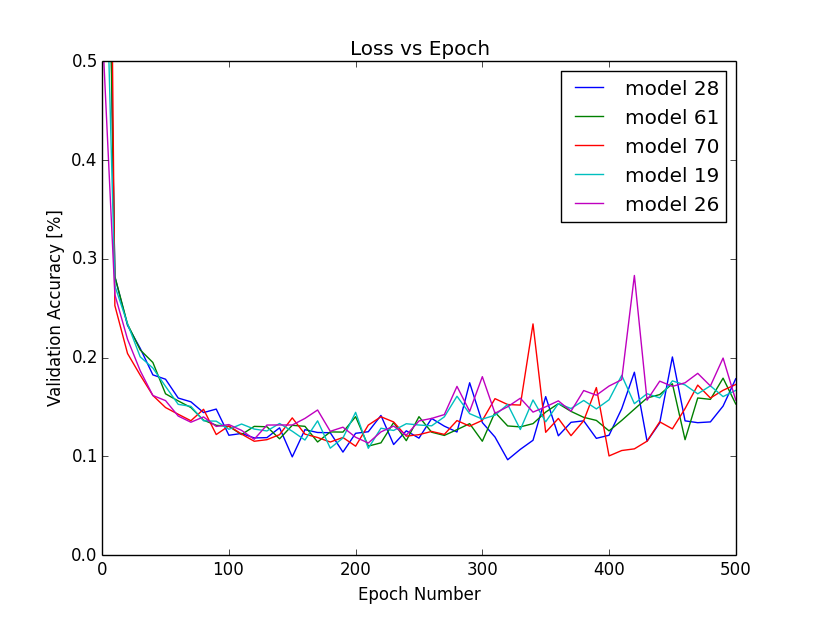 Loss vs Epoch
0.5
0.4
0.3
0.2
0.1
0.0
Validation Accuracy [%]
model 28
model 61
model 70
model 19
model 26
0 100 200 300 400 500
Epoch Number